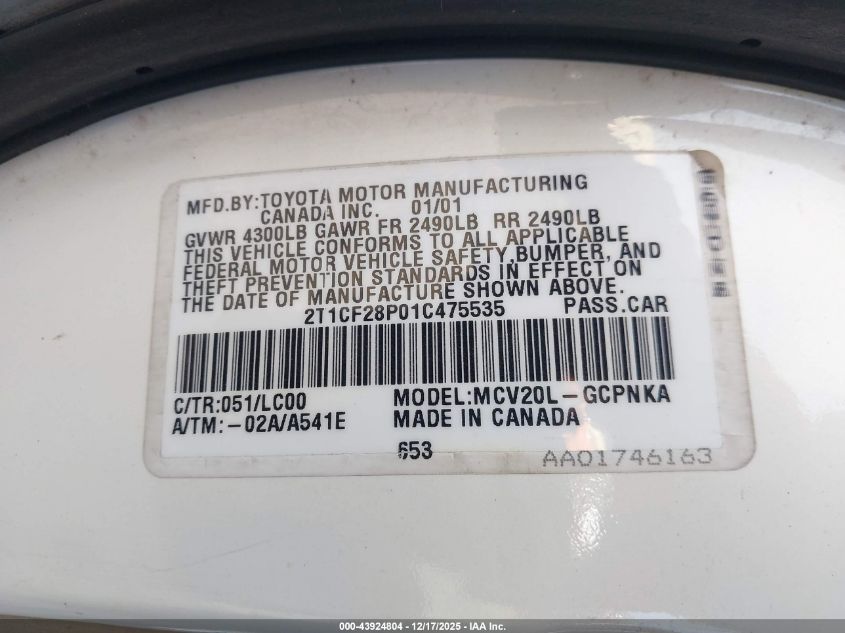 MFD.BY:TOYOTA MOTOR MANUFACTURING
CANADA INC. 01/01
GVWR 4300LB GAWR FR 2490LB RR 2490LB
THIS VEHICLE CONFORMS TO ALL APPLICABLE
FEDERAL MOTOR VEHICLE SAFETY,BUMPER, AND
THEFT PREVENTION STANDARDS IN EFFECT ON
THE DATE OF MANUFACTURE SHOWN ABOVE.
2T1CF28P01C475535 PASS.CAR
C/TR:051/LC00 MODEL:MCV20L-GCPNKA
A/TM:-02A/A541E MADE IN CANADA
653
AA01746163
000-43924804 - 12/17/2025 - IAA Inc.